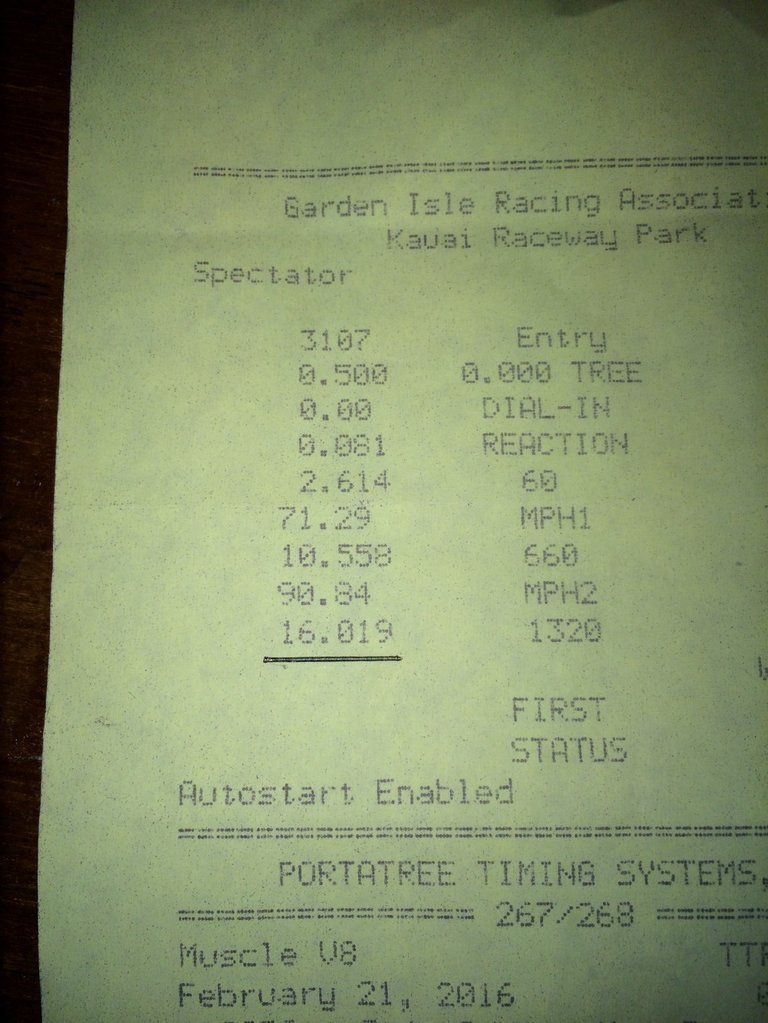 Garden Isle Racing Associat
Kauai Raceway Park
Spectator
3107 Entry
0.500 0.000 TREE
0.00 DIAL-IN
0.081 REACTION
2.614 60
71.29 MPH1
10.558 660
90.84 MPH2
16.019 1320
FIRST
STATUS
Autostart Enabled
PORTATREE TIMING SYSTEMS,
267/268
Muscle V8 TTR
February 21, 2016